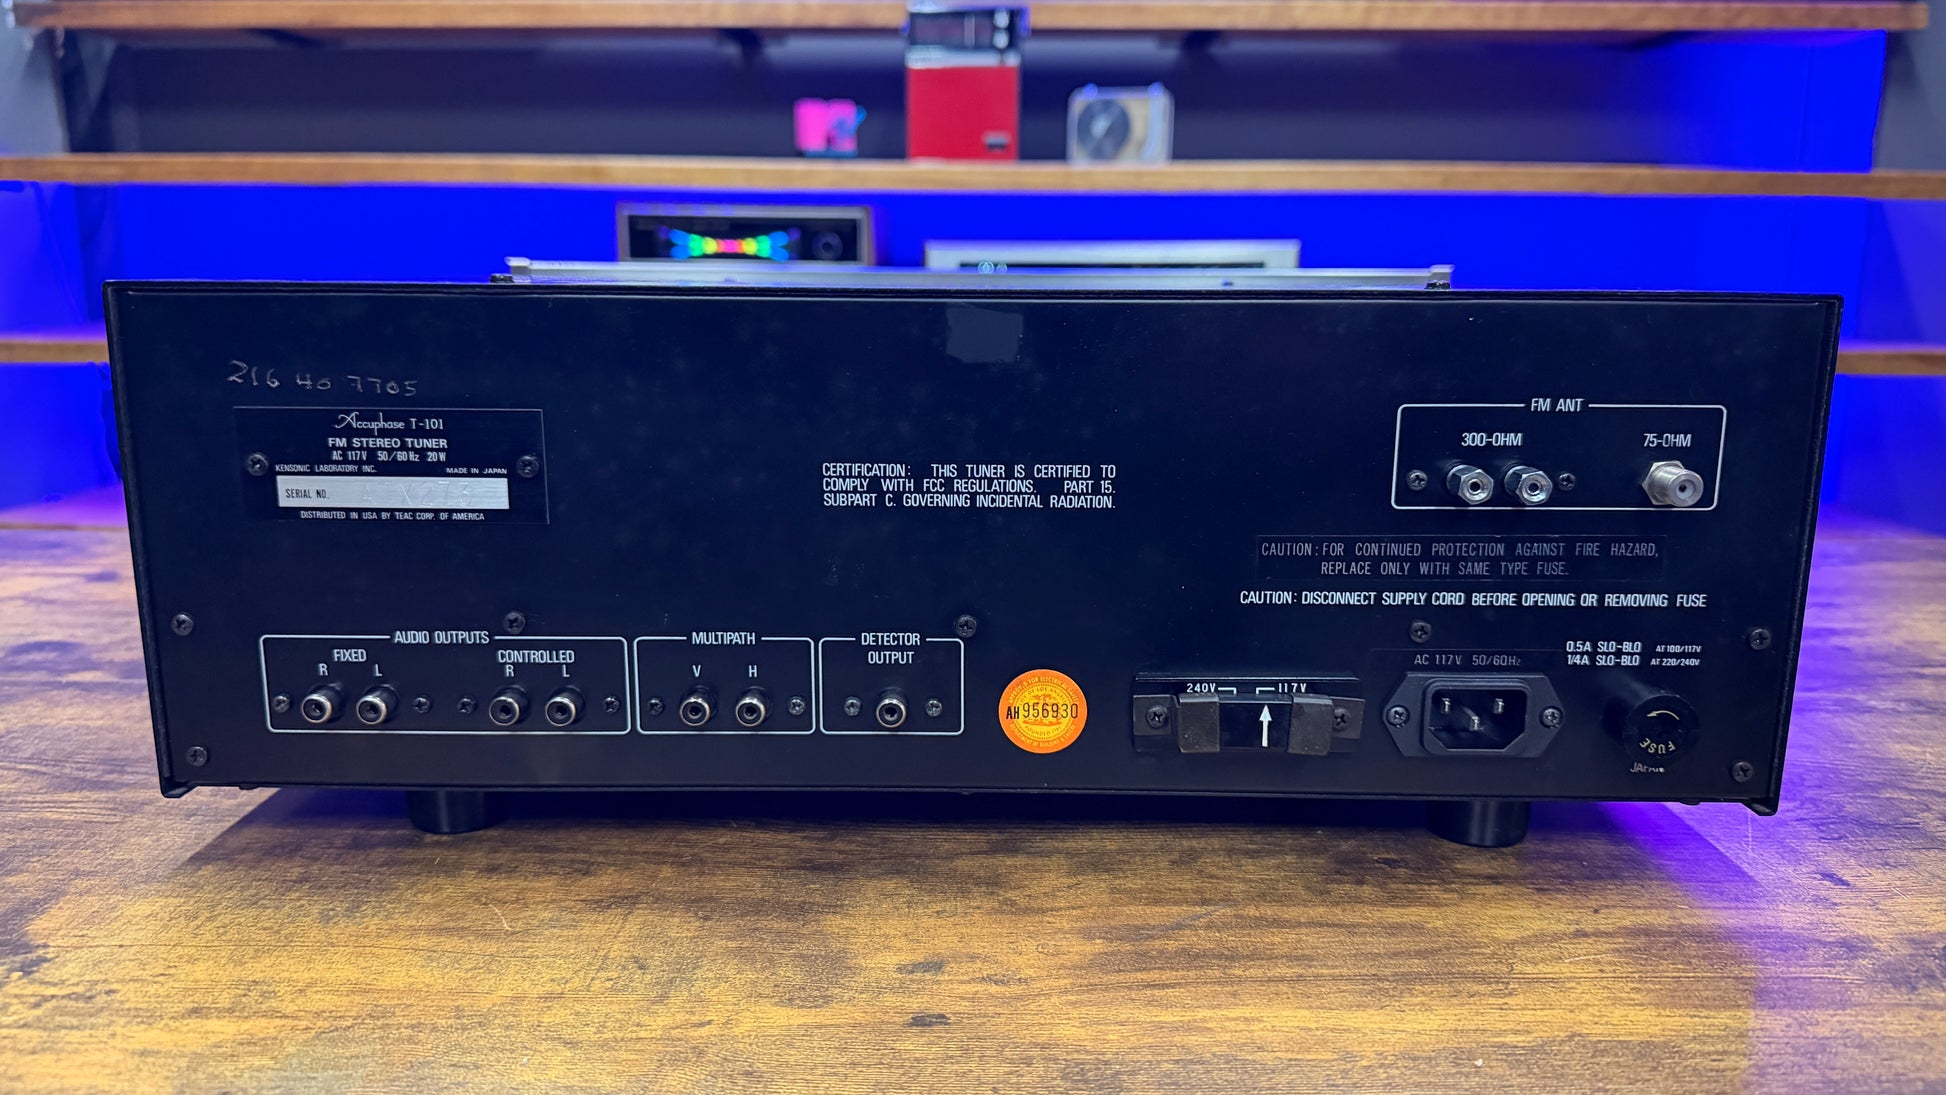 216 40 7705
Accuphase T-101
FM STEREO TUNER
AC 117V 50/60Hz 20W
KENSONIC LABORATORY INC. MADE IN JAPAN
SERIAL NO.
DISTRIBUTED IN USA BY TEAC CORP. OF AMERICA
CERTIFICATION: THIS TUNER IS CERTIFIED TO
COMPLY WITH FCC REGULATIONS. PART 15.
SUBPART C. GOVERNING INCIDENTAL RADIATION.
FM ANT
300-OHM 75-OHM
CAUTION: FOR CONTINUED PROTECTION AGAINST FIRE HAZARD,
REPLACE ONLY WITH SAME TYPE FUSE.
CAUTION: DISCONNECT SUPPLY CORD BEFORE OPENING OR REMOVING FUSE
AUDIO OUTPUTS
FIXED CONTROLLED
R L R L
MULTIPATH
V H
DETECTOR
OUTPUT
AH 956930
240V 117V
AC 117V 50/60Hz
0.5A SLO-BLO AT 100/117V
1/4A SLO-BLO AT 220/240V
FUSE